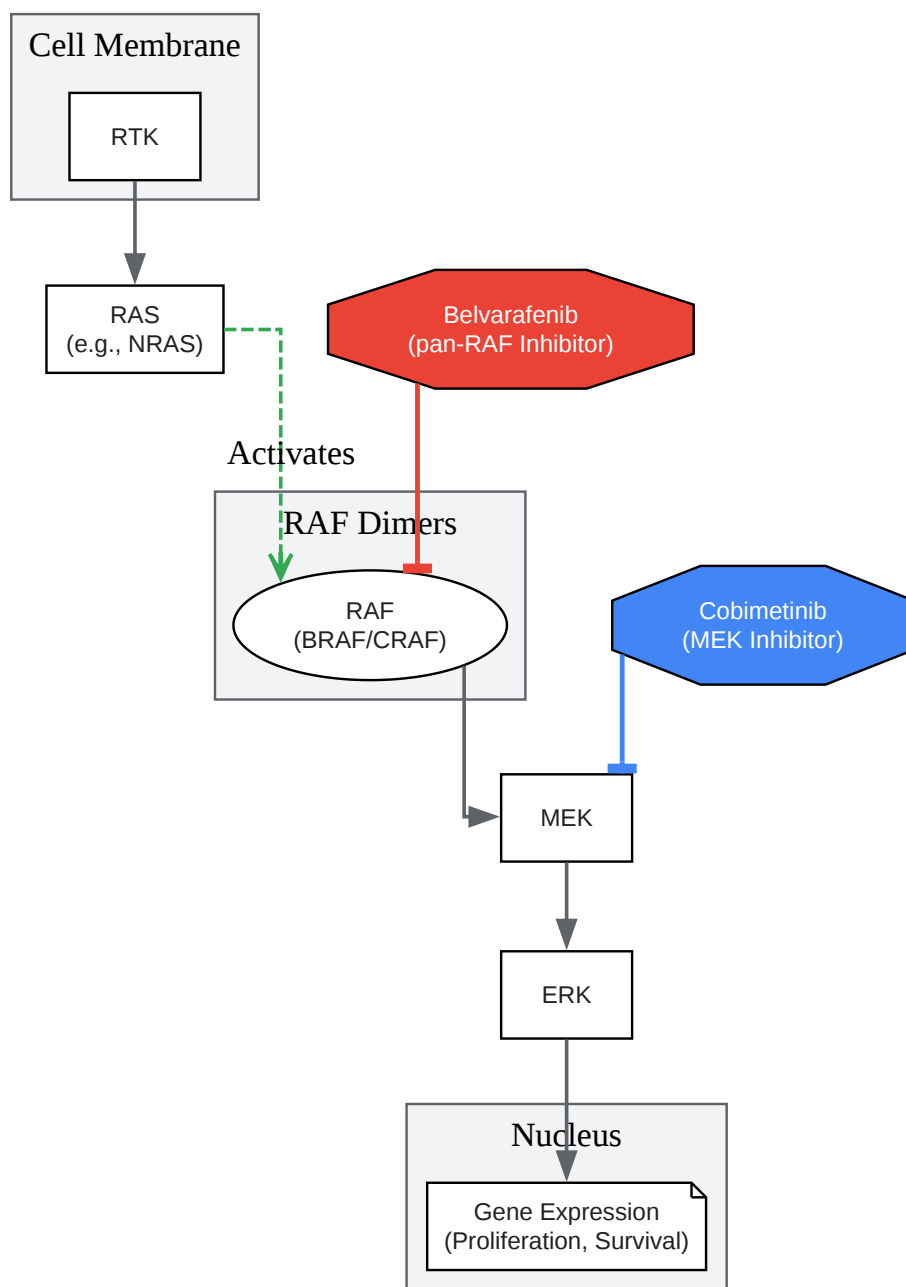 Cell Membrane
RTK
RAS
(e.g., NRAS)
Belvarafenib
(pan-RAF Inhibitor)
Activates
RAF Dimers
RAF
(BRAF/CRAF)
Cobimetinib
(MEK Inhibitor)
MEK
ERK
Nucleus
Gene Expression
(Proliferation, Survival)